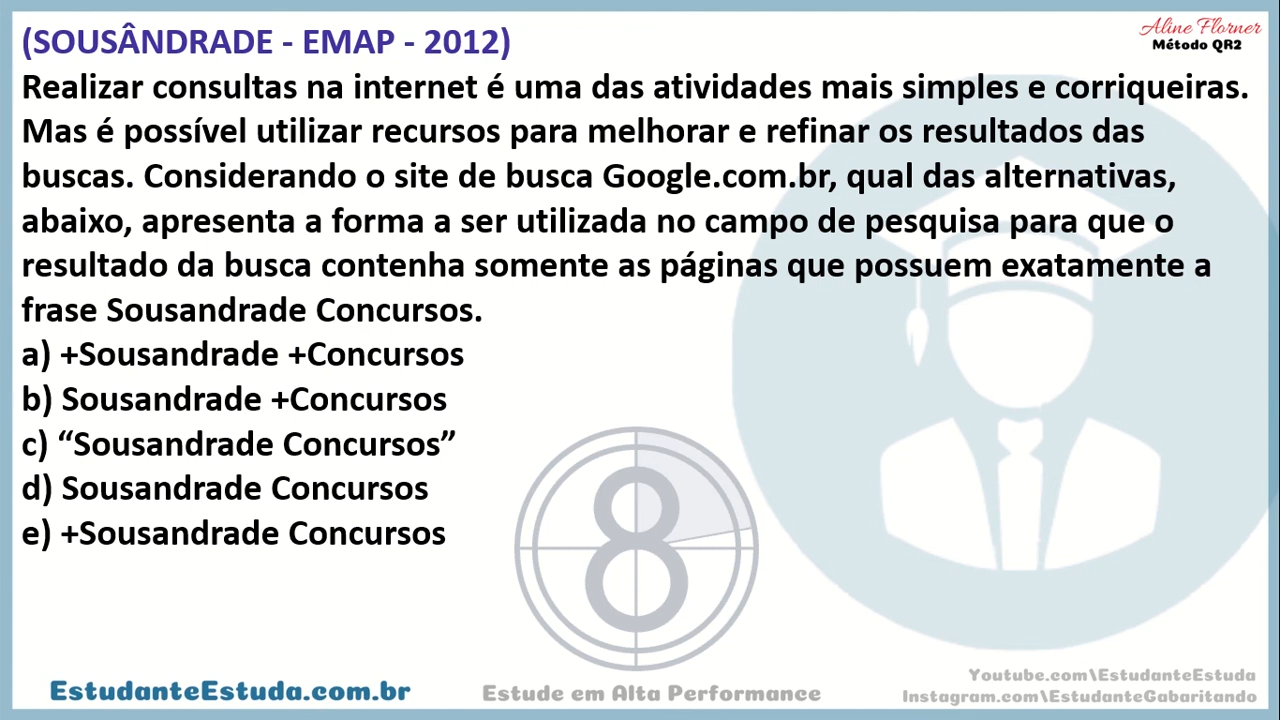 (SOUSÂNDRADE - EMAP - 2012)
Aline Florner
Método QR2
Realizar consultas na internet é uma das atividades mais simples e corriqueiras.
Mas é possível utilizar recursos para melhorar e refinar os resultados das
buscas. Considerando o site de busca Google.com.br, qual das alternativas,
abaixo, apresenta a forma a ser utilizada no campo de pesquisa para que o
resultado da busca contenha somente as páginas que possuem exatamente a
frase Sousandrade Concursos.
a) +Sousandrade +Concursos
b) Sousandrade +Concursos
c) “Sousandrade Concursos”
d) Sousandrade Concursos
e) +Sousandrade Concursos
8
EstudanteEstuda.com.br
Estude em Alta Performance
Youtube.com\EstudanteEstuda
Instagram.com\EstudanteGabaritando